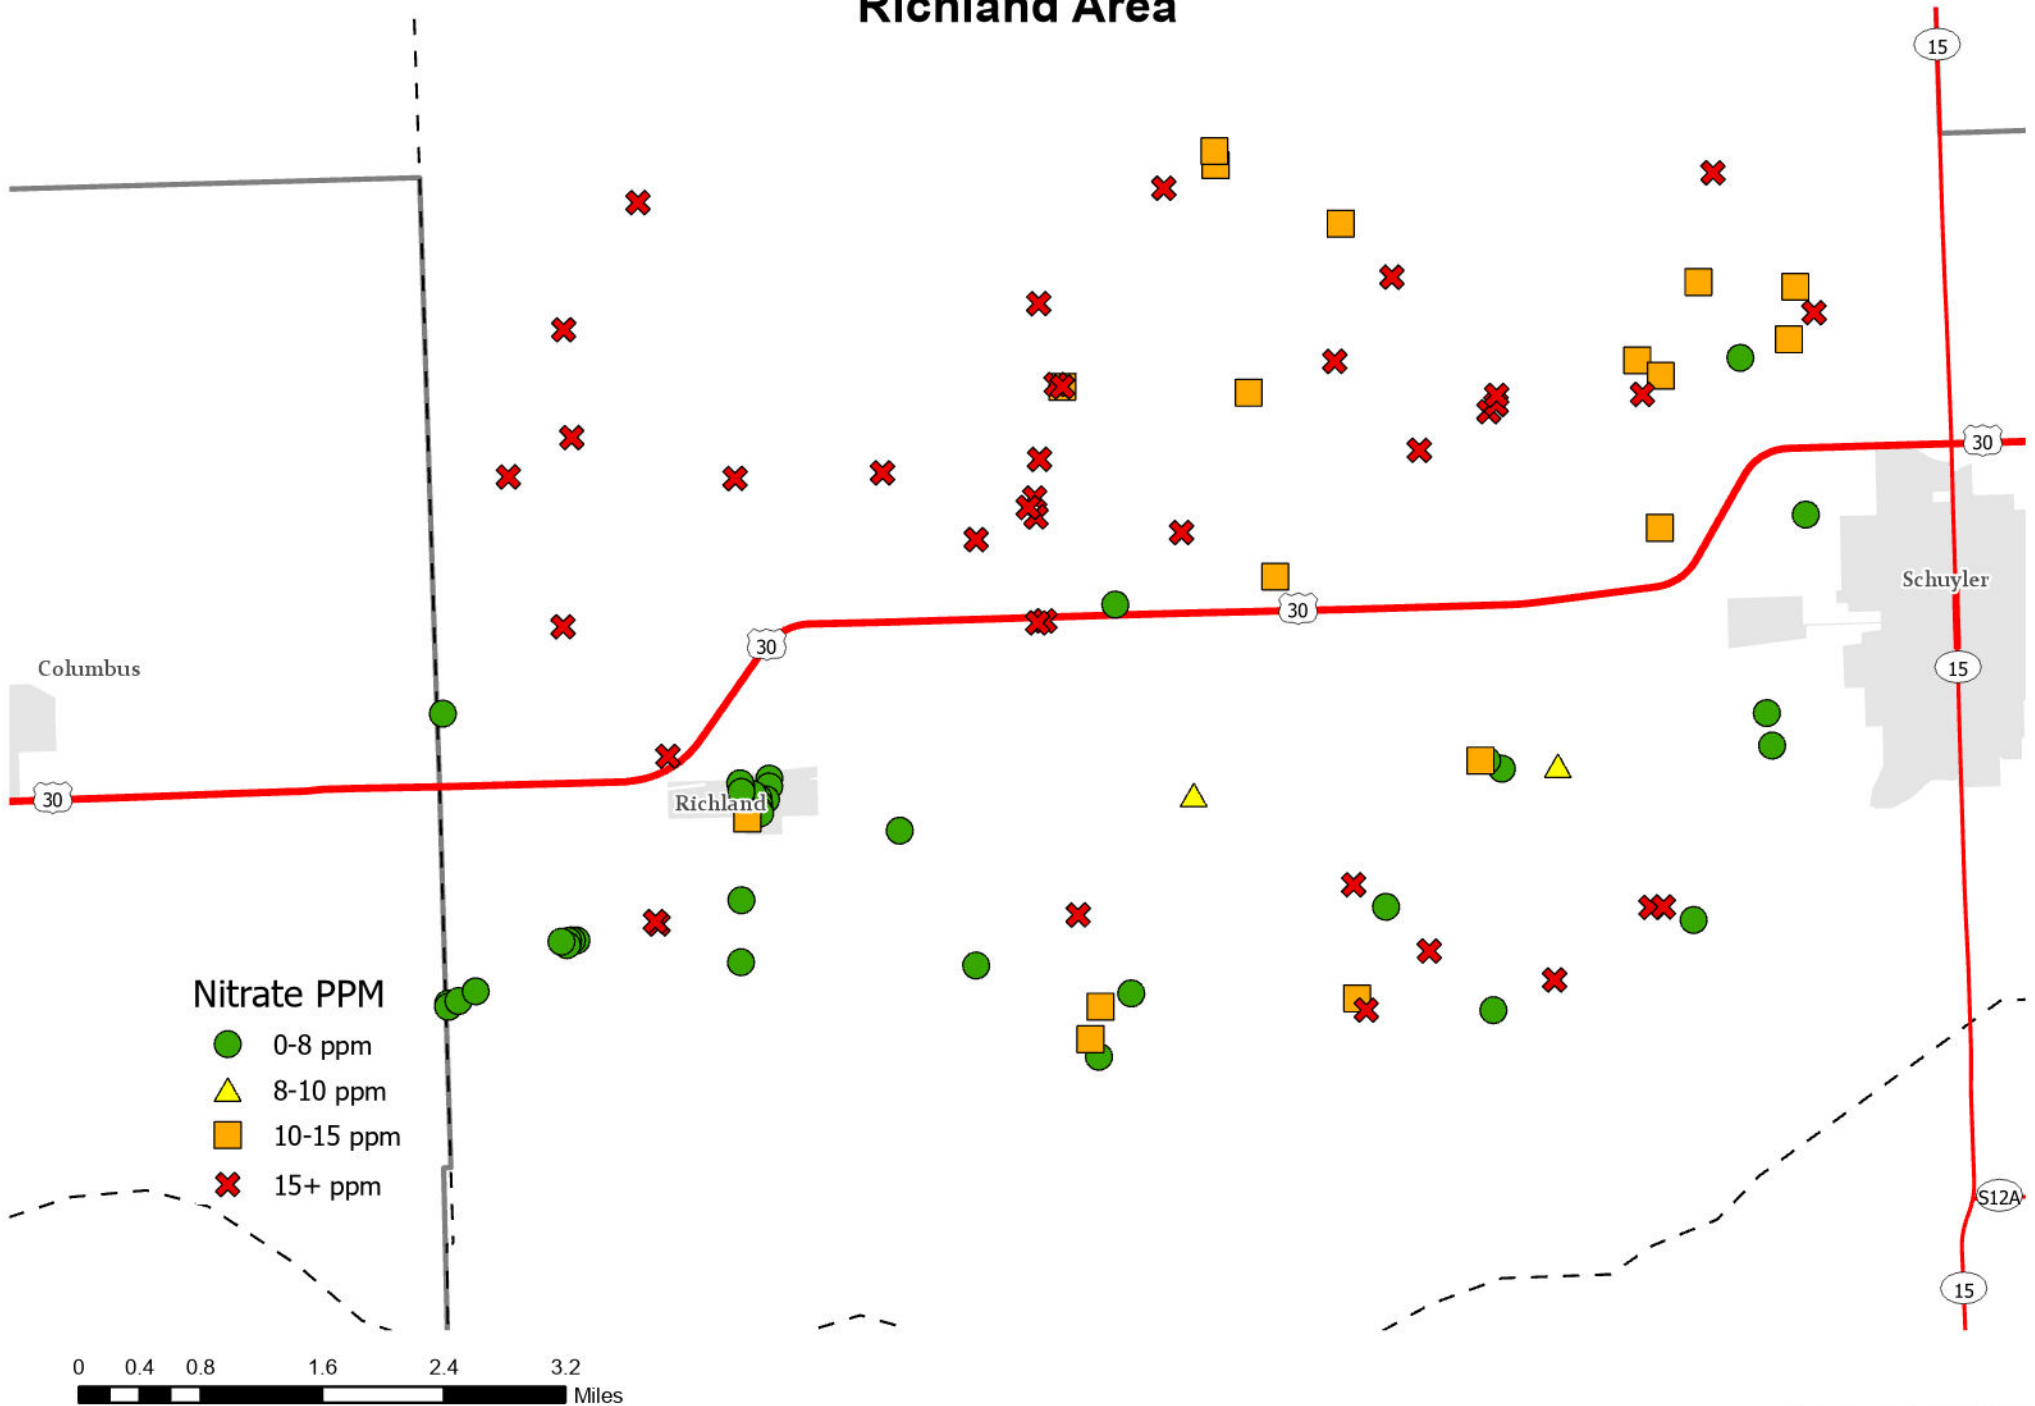 Richland Area
15
30
Schuyler
30
30
Columbus
15
30
Richland
Nitrate PPM
0-8 ppm
8-10 ppm
10-15 ppm
15+ ppm
S12A
15
0 0.4 0.8 1.6 2.4 3.2
Miles